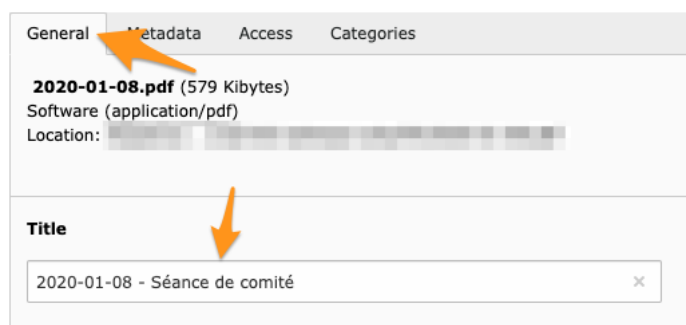 General Metadata Access Categories
2020-01-08.pdf (579 Kibytes)
Software (application/pdf)
Location:
Title
2020-01-08 - Séance de comité ×